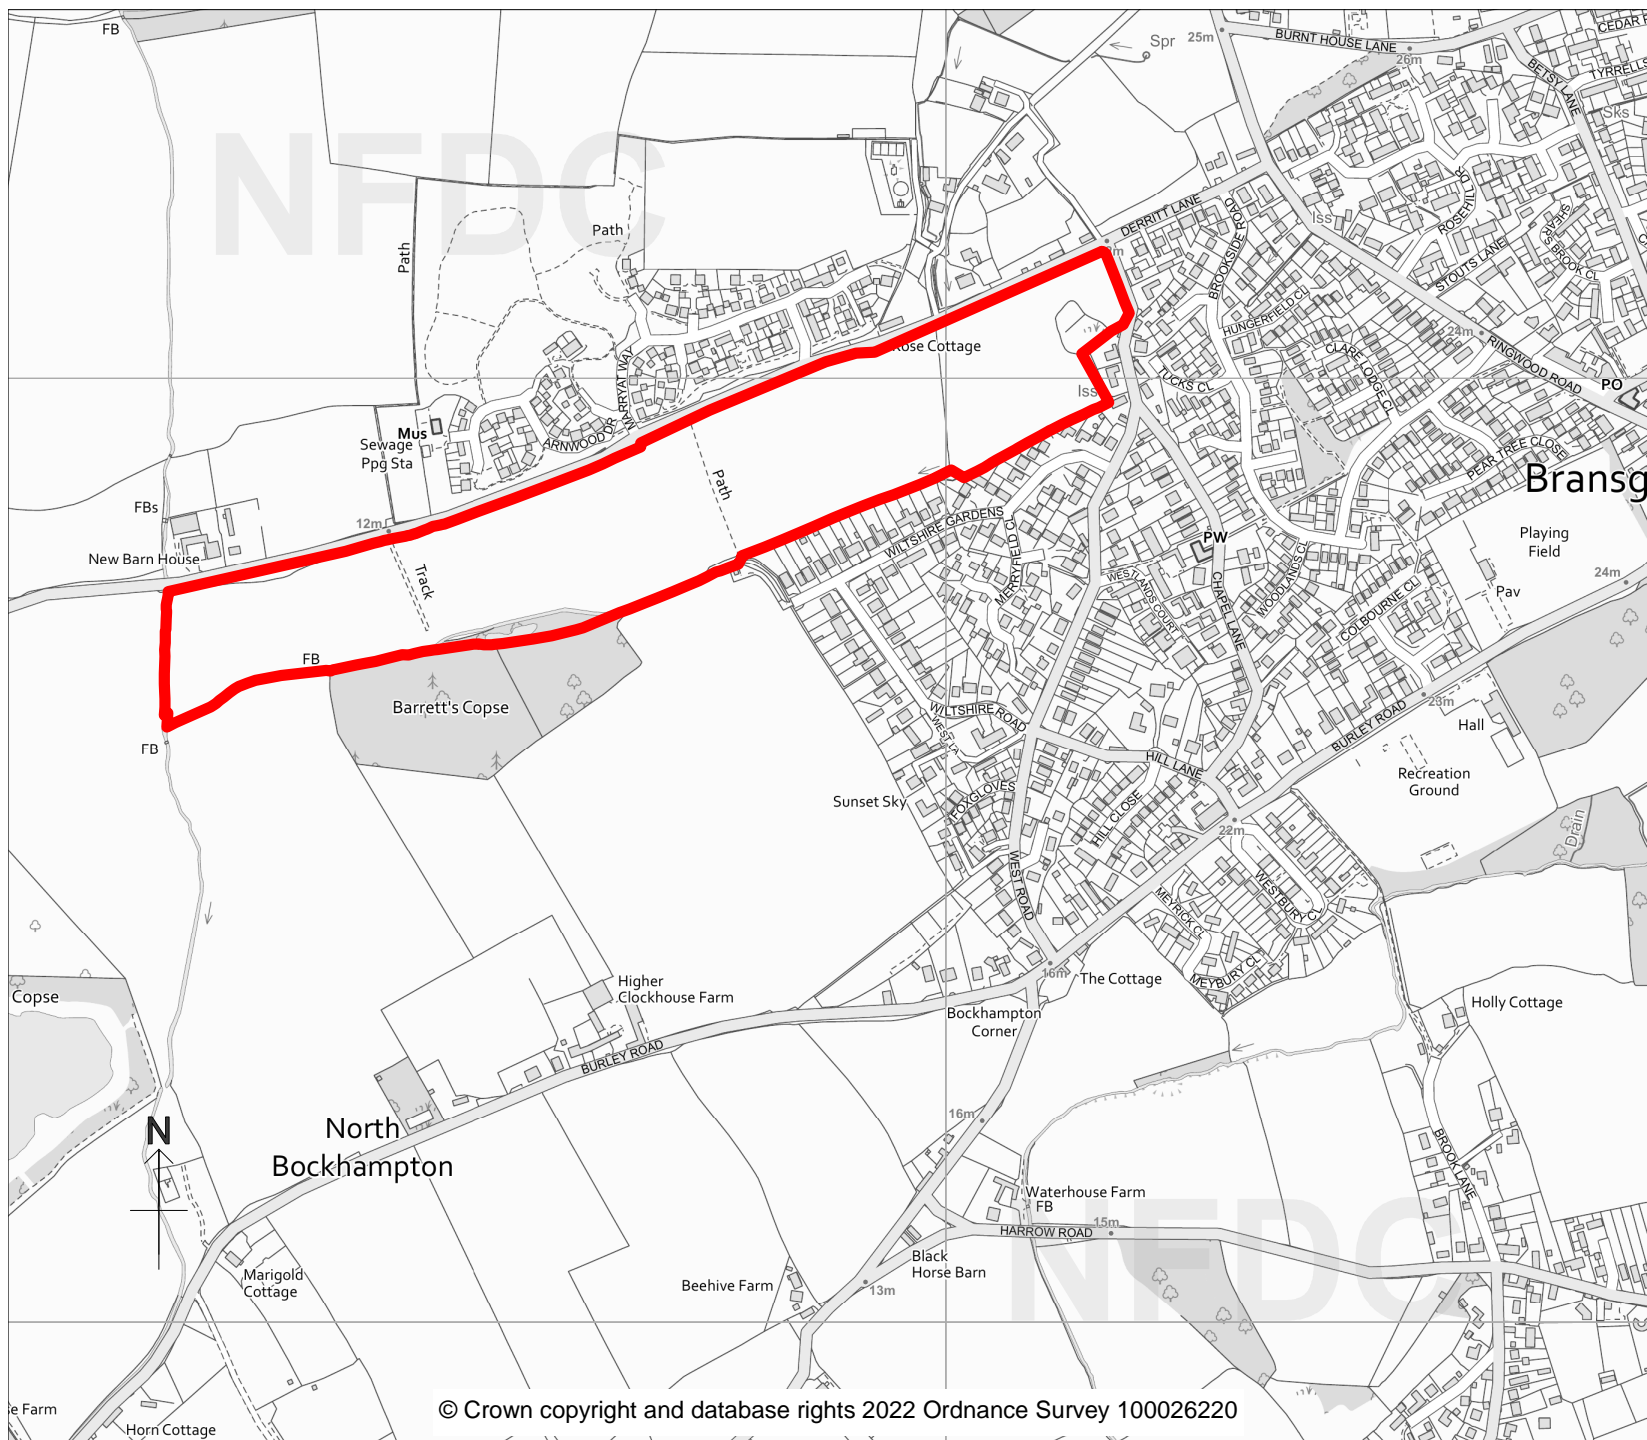 FB
Spr
25m
BURNT HOUSE LANE
26m
CEDAR
BETSY LANE
TYRRELLS
Sks
NFDC
Path
Path
DERRITT LANE
BROOKSIDE ROAD
Iss
ROSEHILL DR
SHEAR'S BROOK CL
STOUTS LANE
HUNGERFIELD CL
24m
RINGWOOD ROAD
Rose Cottage
CLARE LODGE CL
TUCKS CL
PO
Iss
MARRYAT WAY
ARNWOOD DR
Mus
Sewage
Ppg Sta
Path
PEAR TREE CLOSE
Bransg
FBs
12m
WILTSHIRE GARDENS
MERRYFIELD CL
PW
Playing
Field
New Barn House
Track
WESTLANDS COURT
CHAPEL LANE
WOODLANDS CL
COLBOURNE CL
24m
Pav
FB
Barrett's Copse
WILTSHIRE ROAD
WEST LA
23m
BURLEY ROAD
Hall
FB
HILL LANE
Recreation
Ground
Sunset Sky
FOXGLOVES
HILL CLOSE
22m
Drain
WEST ROAD
MEYRICK CL
WESTBURY CL
MEYBURY CL
16m
The Cottage
Copse
Higher
Clockhouse Farm
Bockhampton
Corner
Holly Cottage
BURLEY ROAD
16m
N
North
Bockhampton
BROOK LANE
Waterhouse Farm
FB
15m
HARROW ROAD
NFDC
Black
Horse Barn
Marigold
Cottage
Beehive Farm
13m
e Farm
Horn Cottage
© Crown copyright and database rights 2022 Ordnance Survey 100026220